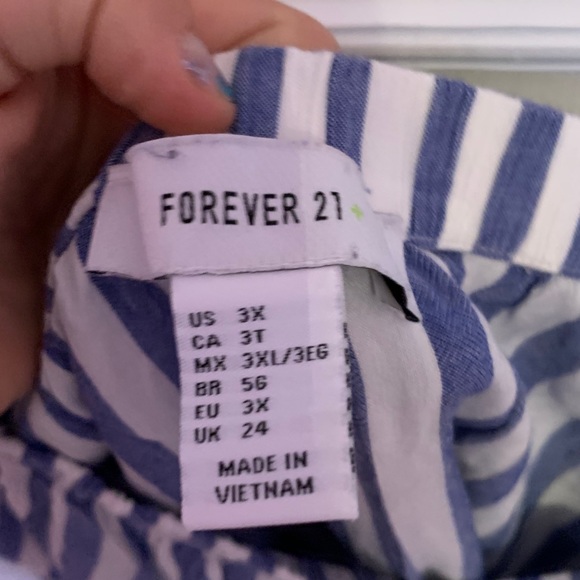 FOREVER 21 +
US 3X
CA 3T
MX 3XL/3EG
BR 56
EU 3X
UK 24
MADE IN
VIETNAM